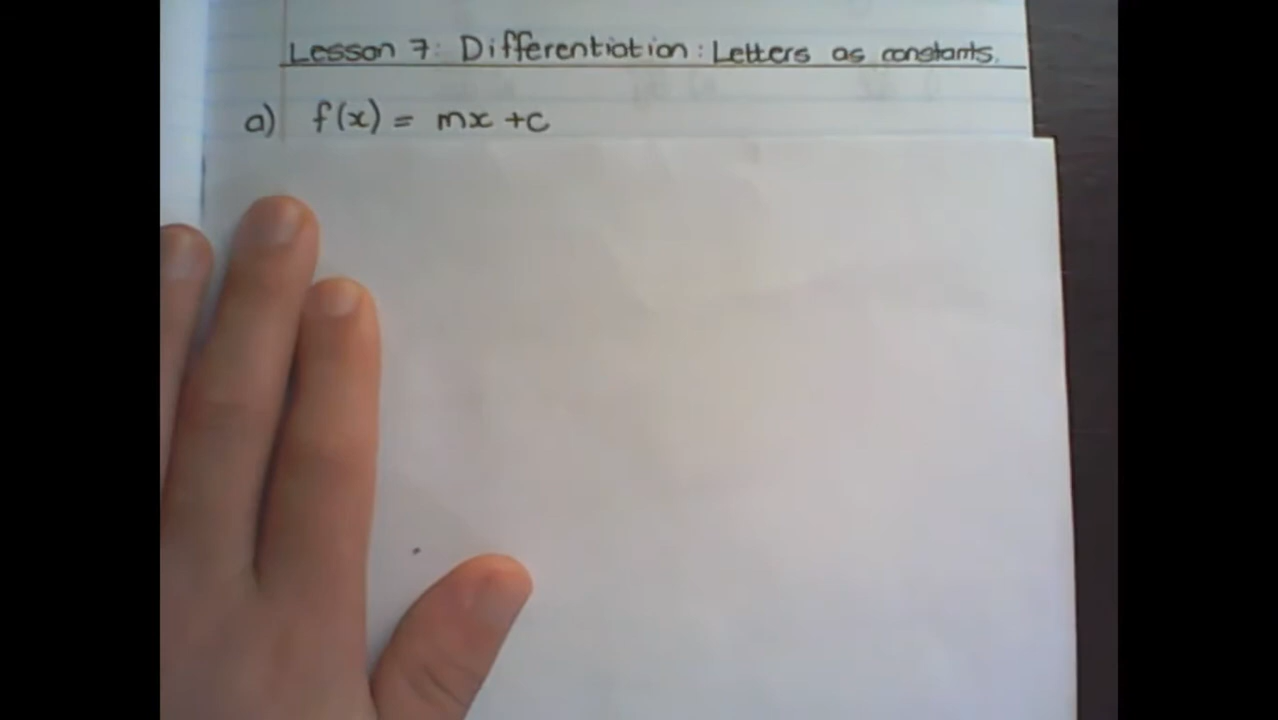 Lesson 7: Differentiation: Letters as constants.
a) f(x) = mx + c